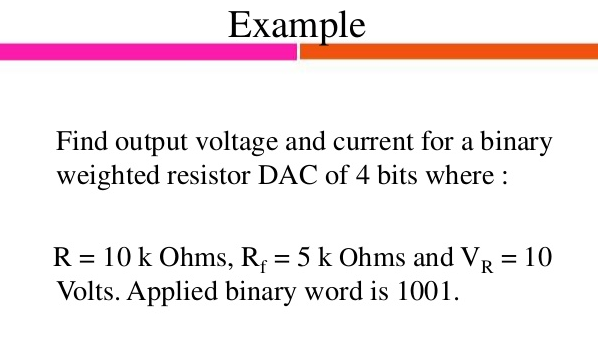 Example
Find output voltage and current for a binary
weighted resistor DAC of 4 bits where :
R = 10 k Ohms, Rf = 5 k Ohms and VR = 10
Volts. Applied binary word is 1001.